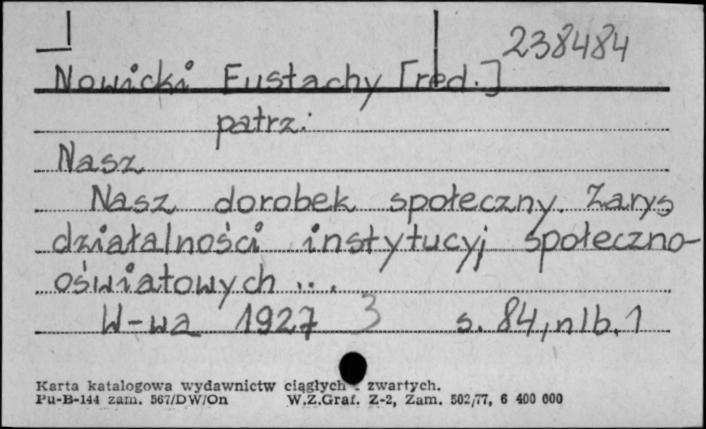 238484
Nowicki Eustachy [red.]
patrz:
Nasz
Nasz dorobek społeczny. Zarys
działalności instytucyj społeczno-
oświatowych ...
W-wa 1927 3 s. 84, nlb. 1
Karta katalogowa wydawnictw ciągłych - zwartych.
Pu-B-144 zam. 567/DW/On W.Z.Graf. Z-2, Zam. 502/77, 6 400 000